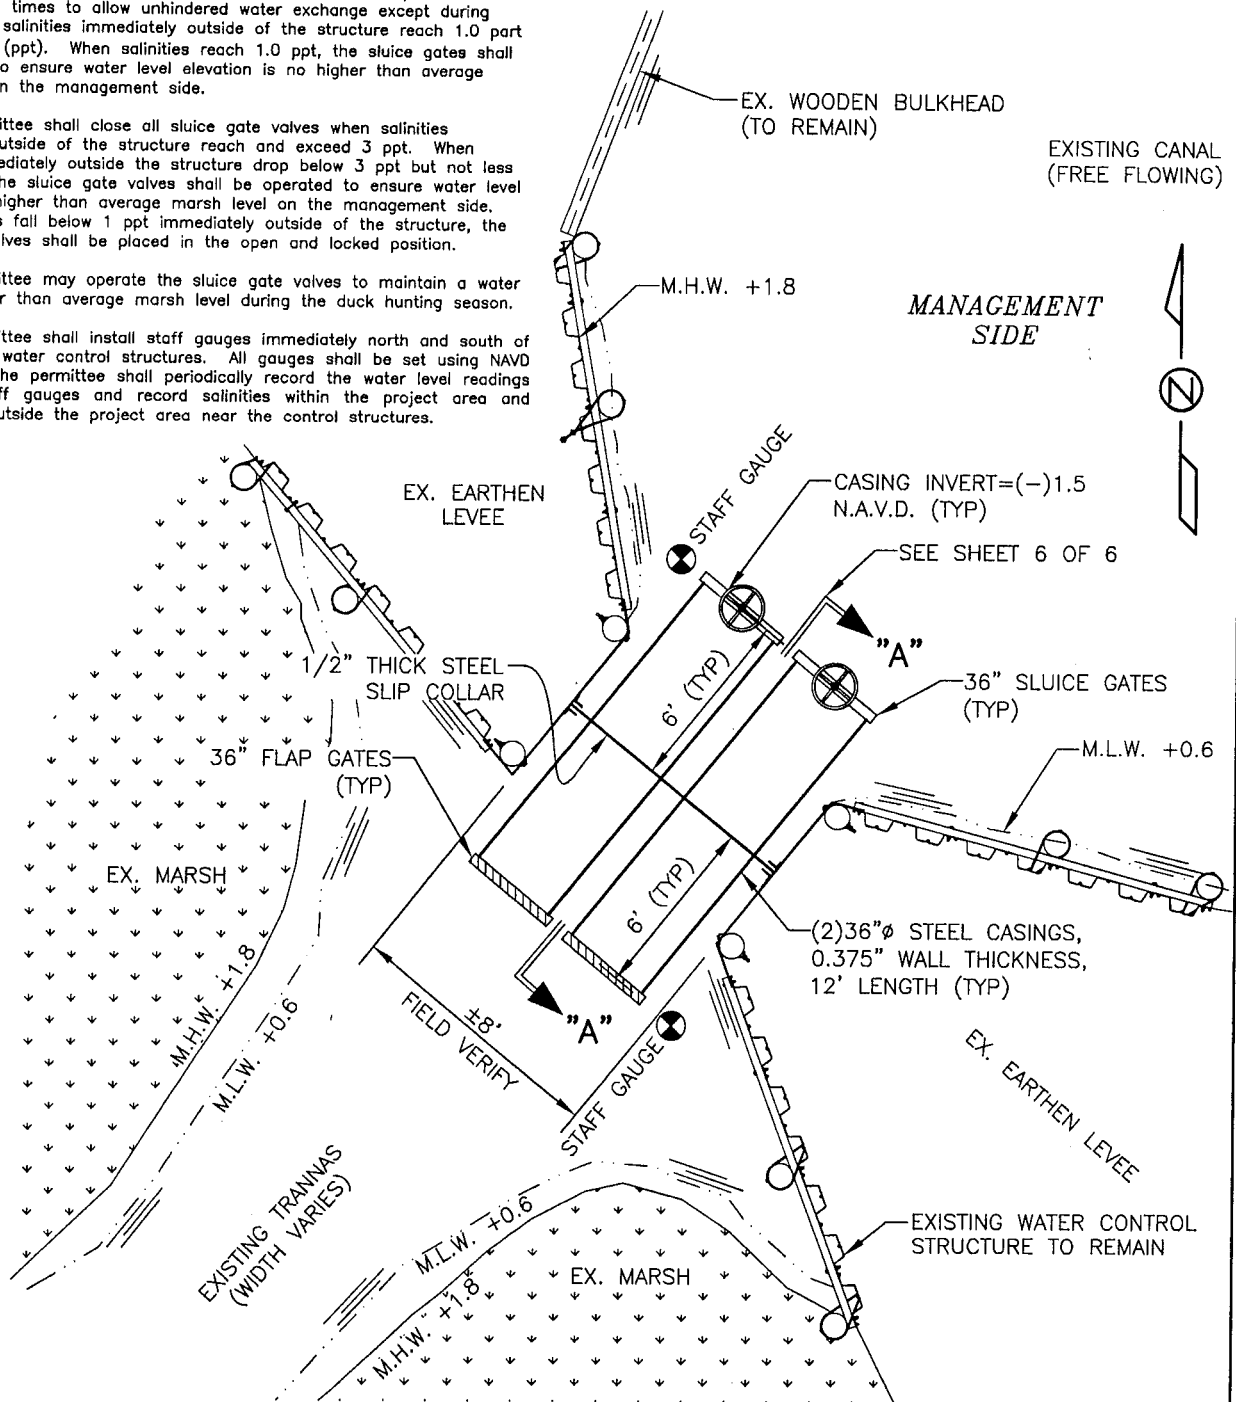 times to allow unhindered water exchange except during
salinities immediately outside of the structure reach 1.0 part
(ppt). When salinities reach 1.0 ppt, the sluice gates shall
o ensure water level elevation is no higher than average
n the management side.
ittee shall close all sluice gate valves when salinities
utside of the structure reach and exceed 3 ppt. When
ediately outside the structure drop below 3 ppt but not less
he sluice gate valves shall be operated to ensure water level
igher than average marsh level on the management side.
s fall below 1 ppt immediately outside of the structure, the
lves shall be placed in the open and locked position.
ittee may operate the sluice gate valves to maintain a water
r than average marsh level during the duck hunting season.
ittee shall install staff gauges immediately north and south of
water control structures. All gauges shall be set using NAVD
he permittee shall periodically record the water level readings
ff gauges and record salinities within the project area and
utside the project area near the control structures.
EX. WOODEN BULKHEAD
(TO REMAIN)
EXISTING CANAL
(FREE FLOWING)
M.H.W. +1.8
MANAGEMENT
SIDE
N
EX. EARTHEN
LEVEE
STAFF GAUGE
CASING INVERT=(-)1.5
N.A.V.D. (TYP)
SEE SHEET 6 OF 6
"A"
1/2" THICK STEEL
SLIP COLLAR
6' (TYP)
36" SLUICE GATES
(TYP)
36" FLAP GATES
(TYP)
M.L.W. +0.6
EX. MARSH
6' (TYP)
(2)36"ø STEEL CASINGS,
0.375" WALL THICKNESS,
12' LENGTH (TYP)
M.H.W. +1.8
M.L.W. +0.6
±8'
FIELD VERIFY
"A"
STAFF GAUGE
EX. EARTHEN LEVEE
EXISTING TRANNAS
(WIDTH VARIES)
M.L.W. +0.6
M.H.W. +1.8
EX. MARSH
EXISTING WATER CONTROL
STRUCTURE TO REMAIN